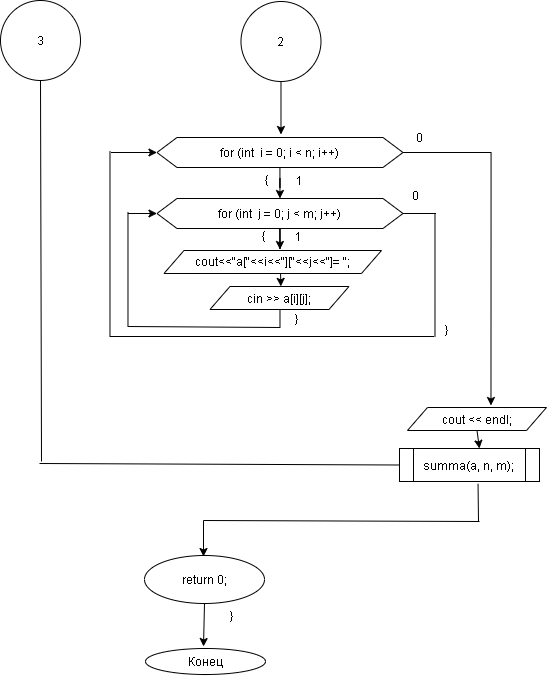 3
2
for (int i = 0; i < n; i++)
0
{ 1
for (int j = 0; j < m; j++)
0
{ 1
cout<<"a["<<i<<"]["<<j<<"]= ";
cin >> a[i][j];
}
}
cout << endl;
summa(a, n, m);
return 0;
}
Конец